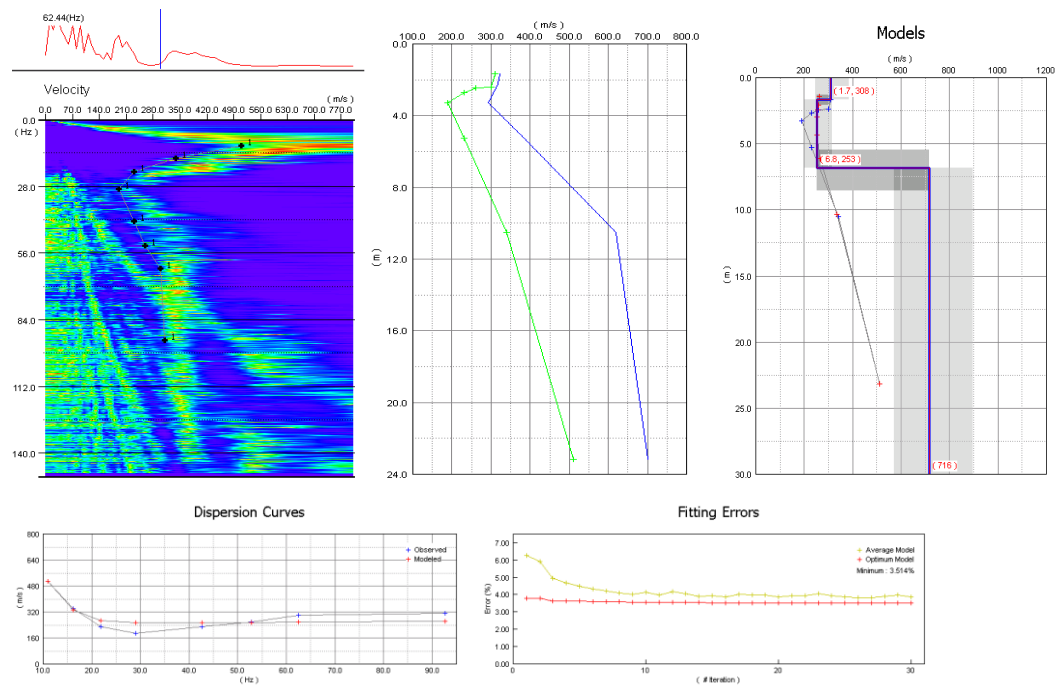 62.44(Hz)
Velocity
( m/s )
0.0 70.0 140.0 210.0 280.0 350.0 420.0 490.0 560.0 630.0 700.0 770.0
( Hz )
0.0
28.0
56.0
84.0
112.0
140.0
1
1
1
1
1
1
1
1
( m/s )
100.0 200.0 300.0 400.0 500.0 600.0 700.0 800.0
0.0
4.0
8.0
12.0
16.0
20.0
24.0
( m )
Models
( m/s )
0 200 400 600 800 1000 1200
0.0
5.0
10.0
15.0
20.0
25.0
30.0
( m )
( 1.7, 308)
( 6.8, 253)
( 716 )
Dispersion Curves
800
640
480
320
160
0
( m/s )
10.0 20.0 30.0 40.0 50.0 60.0 70.0 80.0 90.0
( Hz )
Observed
Modeled
Fitting Errors
7.00
6.00
5.00
4.00
3.00
2.00
1.00
0.00
Error (%)
0 10 20 30
( # Iteration )
Average Model
Optimum Model
Minimum : 3.514%